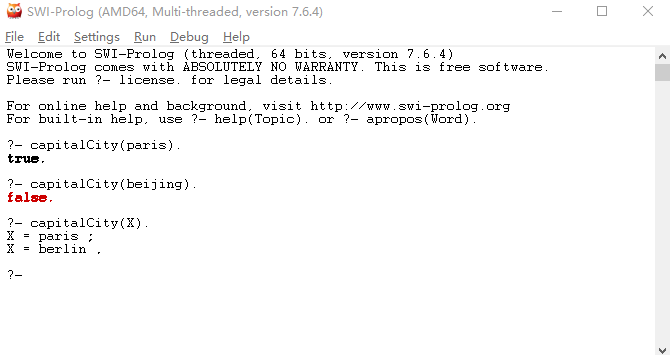 SWI-Prolog (AMD64, Multi-threaded, version 7.6.4)
File Edit Settings Run Debug Help
Welcome to SWI-Prolog (threaded, 64 bits, version 7.6.4)
SWI-Prolog comes with ABSOLUTELY NO WARRANTY. This is free software.
Please run ?- license. for legal details.
For online help and background, visit http://www.swi-prolog.org
For built-in help, use ?- help(Topic). or ?- apropos(Word).
?- capitalCity(paris).
true.
?- capitalCity(beijing).
false.
?- capitalCity(X).
X = paris ;
X = berlin .
?-